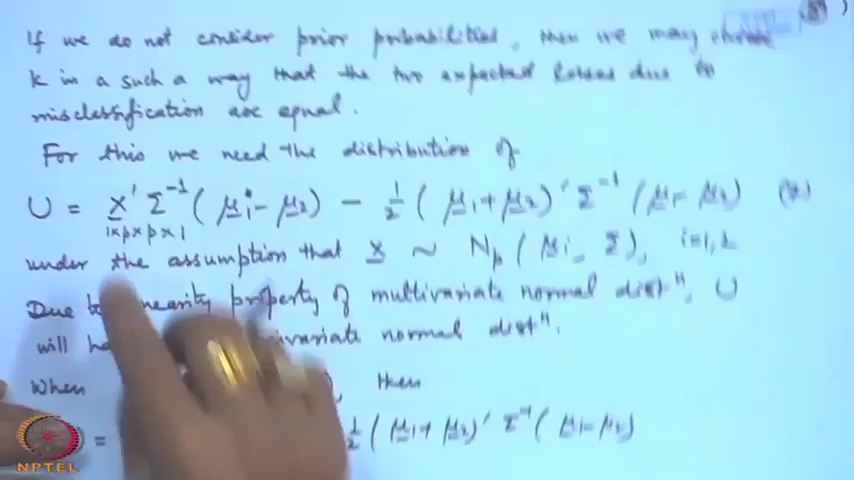 If we do not consider prior probabilities, then we may choose
k in a such a way that the two expected losses due to
misclassification are equal.
For this we need the distribution of
U = X' Σ⁻¹ (μ₁ − μ₂) − ½ (μ₁ + μ₂)' Σ⁻¹ (μ₁ − μ₂)
1×p×p×1
under the assumption that X ~ Nₚ (μᵢ, Σ), i=1,2
Due linearity property of multivariate normal distⁿ, U
will normal distⁿ.
When , then
= ½ (μ₁ + μ₂)' Σ⁻¹ (μ₁ − μ₂)
NPTEL